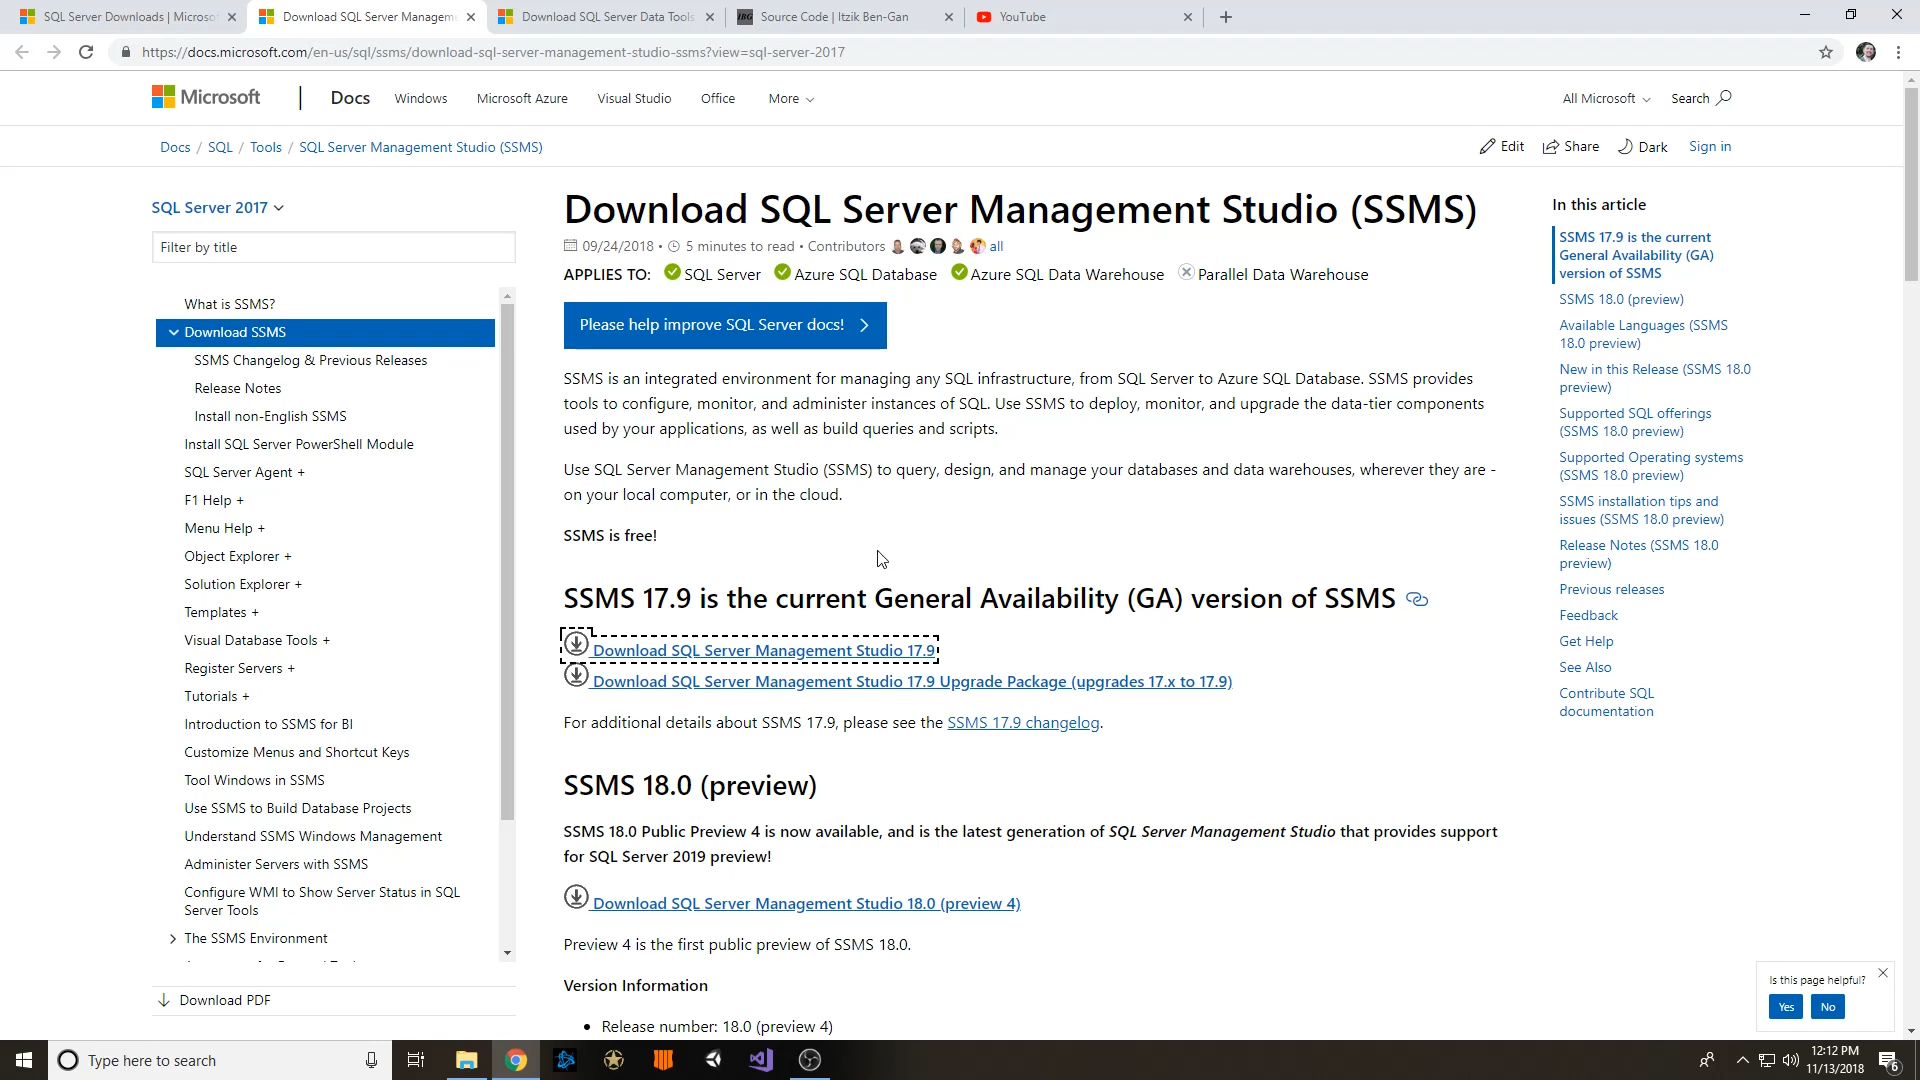 SQL Server Downloads | Microso
Download SQL Server Managem
Download SQL Server Data Tools
IBG
Source Code | Itzik Ben-Gan
YouTube
https://docs.microsoft.com/en-us/sql/ssms/download-sql-server-management-studio-ssms?view=sql-server-2017
Microsoft
Docs
Windows
Microsoft Azure
Visual Studio
Office
More
All Microsoft
Search
Docs / SQL / Tools / SQL Server Management Studio (SSMS)
Edit
Share
Dark
Sign in
SQL Server 2017
Filter by title
What is SSMS?
Download SSMS
SSMS Changelog & Previous Releases
Release Notes
Install non-English SSMS
Install SQL Server PowerShell Module
SQL Server Agent +
F1 Help +
Menu Help +
Object Explorer +
Solution Explorer +
Templates +
Visual Database Tools +
Register Servers +
Tutorials +
Introduction to SSMS for BI
Customize Menus and Shortcut Keys
Tool Windows in SSMS
Use SSMS to Build Database Projects
Understand SSMS Windows Management
Administer Servers with SSMS
Configure WMI to Show Server Status in SQL
Server Tools
The SSMS Environment
Download PDF
Download SQL Server Management Studio (SSMS)
09/24/2018 • 5 minutes to read • Contributors all
APPLIES TO: SQL Server Azure SQL Database Azure SQL Data Warehouse Parallel Data Warehouse
Please help improve SQL Server docs!
SSMS is an integrated environment for managing any SQL infrastructure, from SQL Server to Azure SQL Database. SSMS provides
tools to configure, monitor, and administer instances of SQL. Use SSMS to deploy, monitor, and upgrade the data-tier components
used by your applications, as well as build queries and scripts.
Use SQL Server Management Studio (SSMS) to query, design, and manage your databases and data warehouses, wherever they are -
on your local computer, or in the cloud.
SSMS is free!
SSMS 17.9 is the current General Availability (GA) version of SSMS
Download SQL Server Management Studio 17.9
Download SQL Server Management Studio 17.9 Upgrade Package (upgrades 17.x to 17.9)
For additional details about SSMS 17.9, please see the SSMS 17.9 changelog.
SSMS 18.0 (preview)
SSMS 18.0 Public Preview 4 is now available, and is the latest generation of SQL Server Management Studio that provides support
for SQL Server 2019 preview!
Download SQL Server Management Studio 18.0 (preview 4)
Preview 4 is the first public preview of SSMS 18.0.
Version Information
• Release number: 18.0 (preview 4)
In this article
SSMS 17.9 is the current
General Availability (GA)
version of SSMS
SSMS 18.0 (preview)
Available Languages (SSMS
18.0 preview)
New in this Release (SSMS 18.0
preview)
Supported SQL offerings
(SSMS 18.0 preview)
Supported Operating systems
(SSMS 18.0 preview)
SSMS installation tips and
issues (SSMS 18.0 preview)
Release Notes (SSMS 18.0
preview)
Previous releases
Feedback
Get Help
See Also
Contribute SQL
documentation
Is this page helpful?
Yes
No
Type here to search
12:12 PM
11/13/2018
6